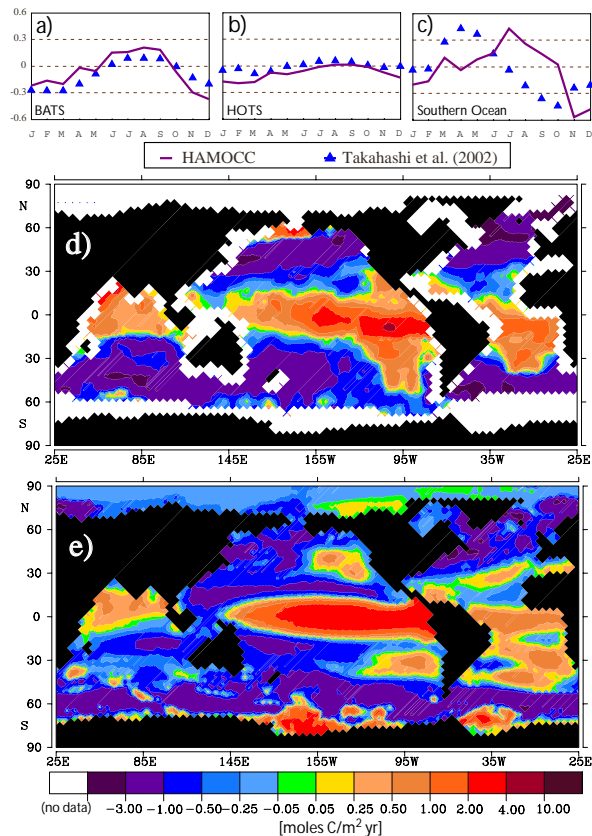 0.6
0.3
0
-0.3
-0.6
a)
BATS
J F M A M J J A S O N D
b)
HOTS
J F M A M J J A S O N D
c)
Southern Ocean
J F M A M J J A S O N D
HAMOCC
Takahashi et al. (2002)
90
N
60
30
0
30
60
S
90
d)
25E 85E 145E 155W 95W 35W 25E
90
N
60
30
0
30
60
S
90
e)
25E 85E 145E 155W 95W 35W 25E
(no data) −3.00 −1.00 −0.50 −0.25 −0.05 0.05 0.25 0.50 1.00 2.00 4.00 10.00
[moles C/m² yr]